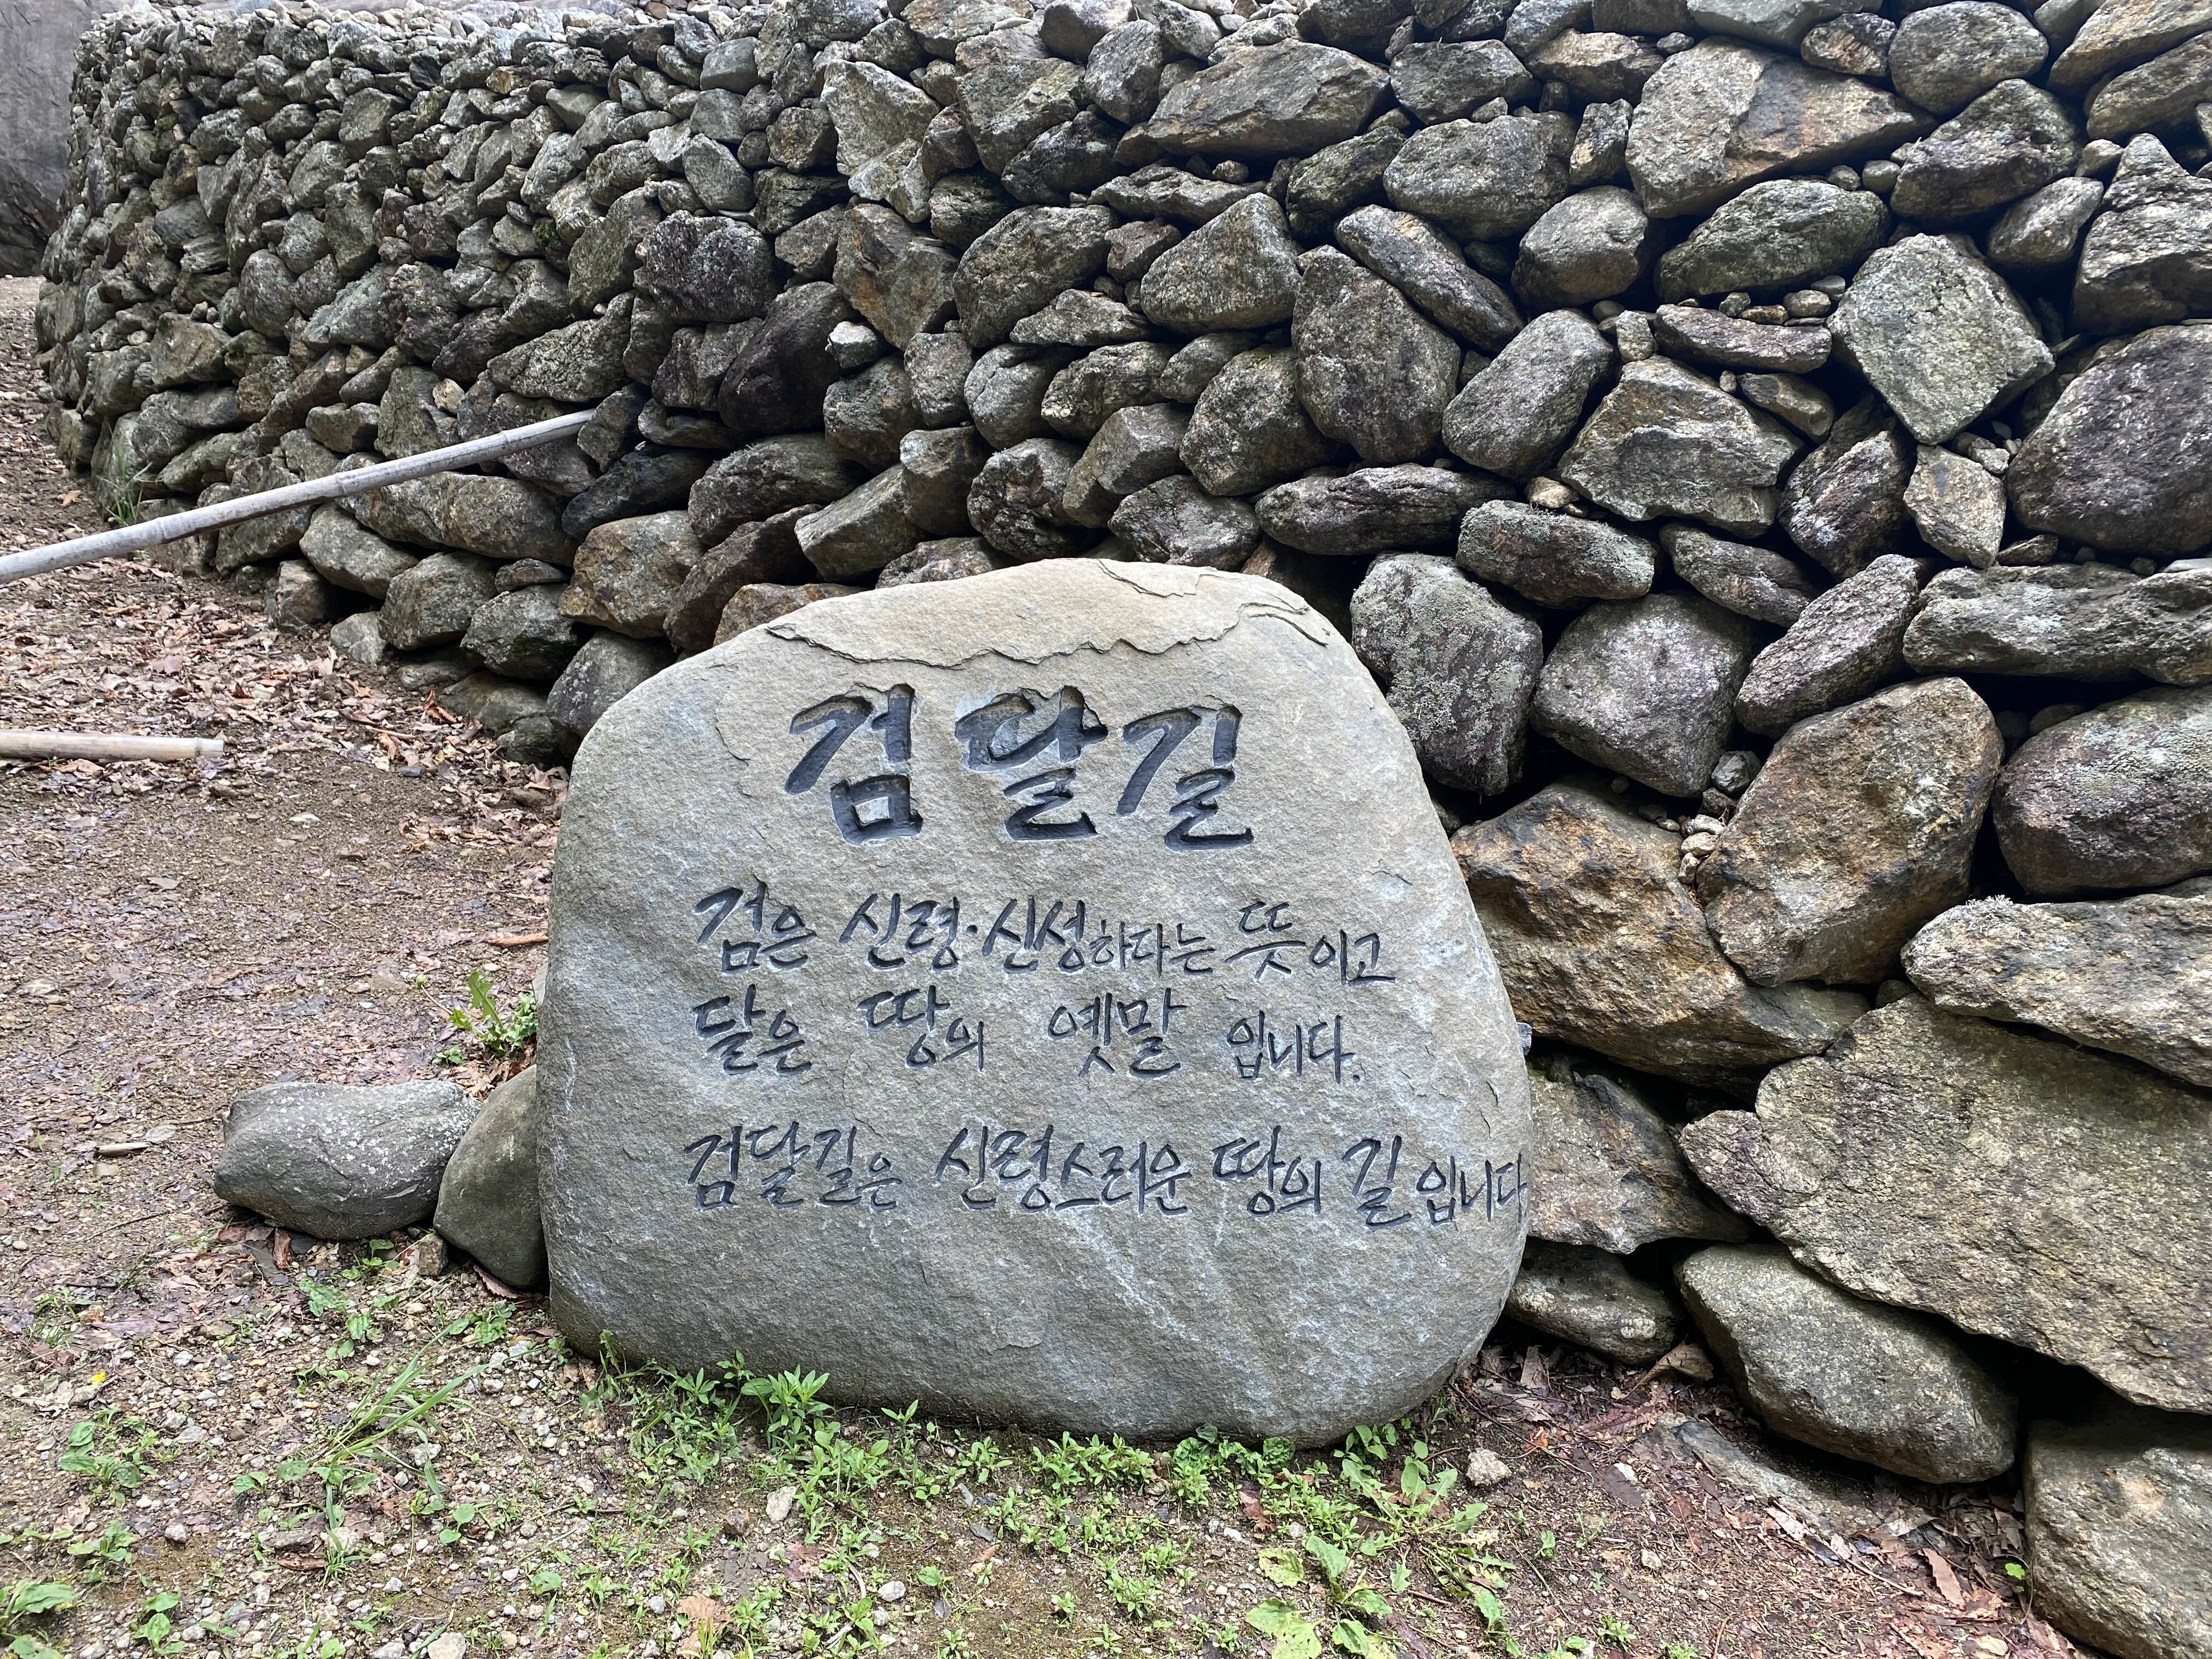 검달길
검은 신령·신성하다는 뜻이고
달은 땅의 옛말 입니다.
검달길은 신령스러운 땅의 길 입니다